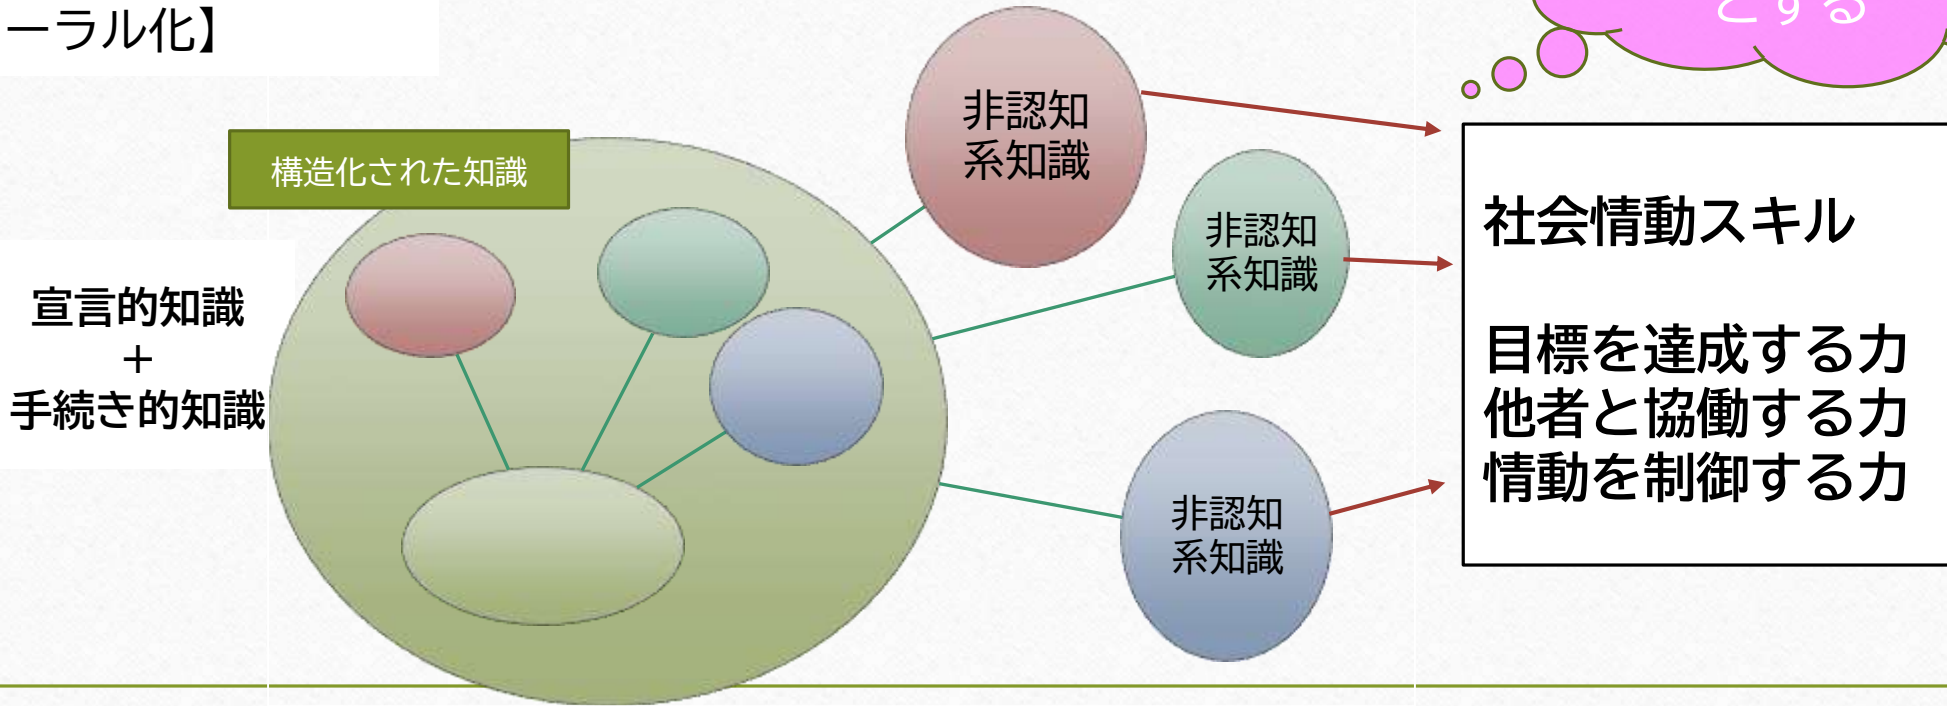 ーラル化】
とする
構造化された知識
宣言的知識
+
手続き的知識
非認知
系知識
非認知
系知識
非認知
系知識
社会情動スキル
目標を達成する力
他者と協働する力
情動を制御する力